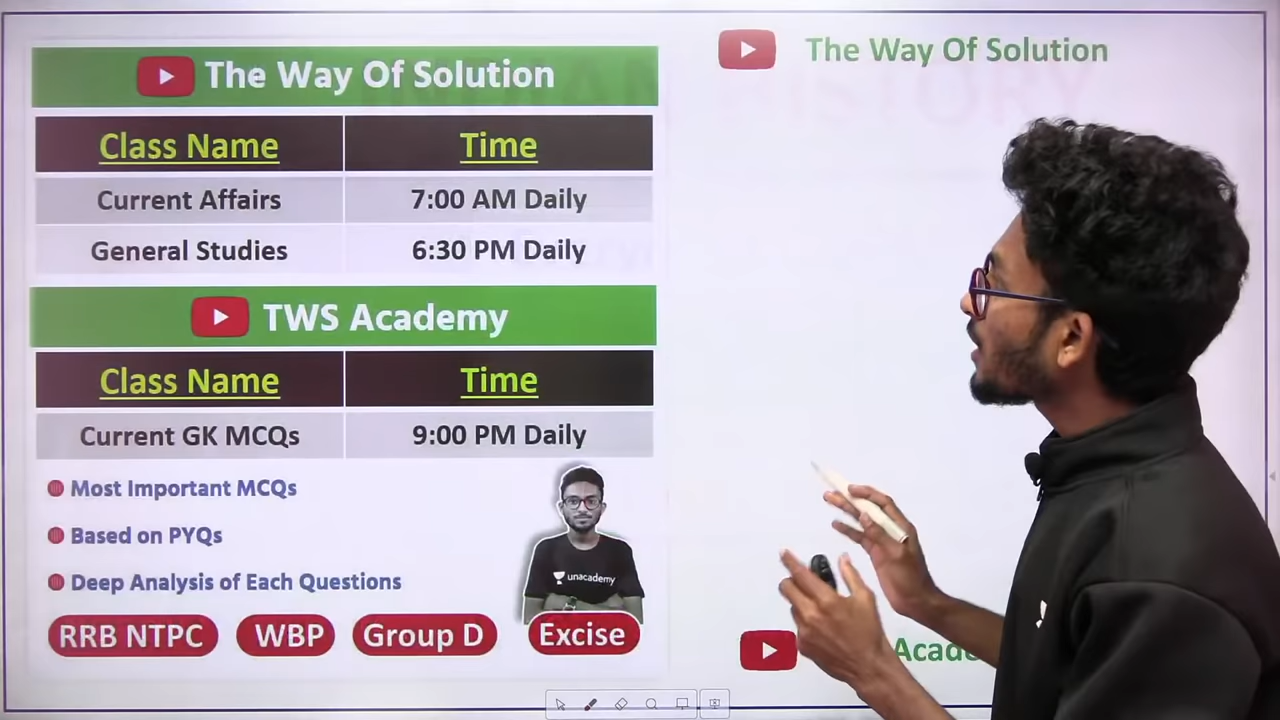 The Way Of Solution
Class Name Time
Current Affairs 7:00 AM Daily
General Studies 6:30 PM Daily
TWS Academy
Class Name Time
Current GK MCQs 9:00 PM Daily
Most Important MCQs
Based on PYQs
Deep Analysis of Each Questions
unacademy
RRB NTPC WBP Group D Excise
The Way Of Solution